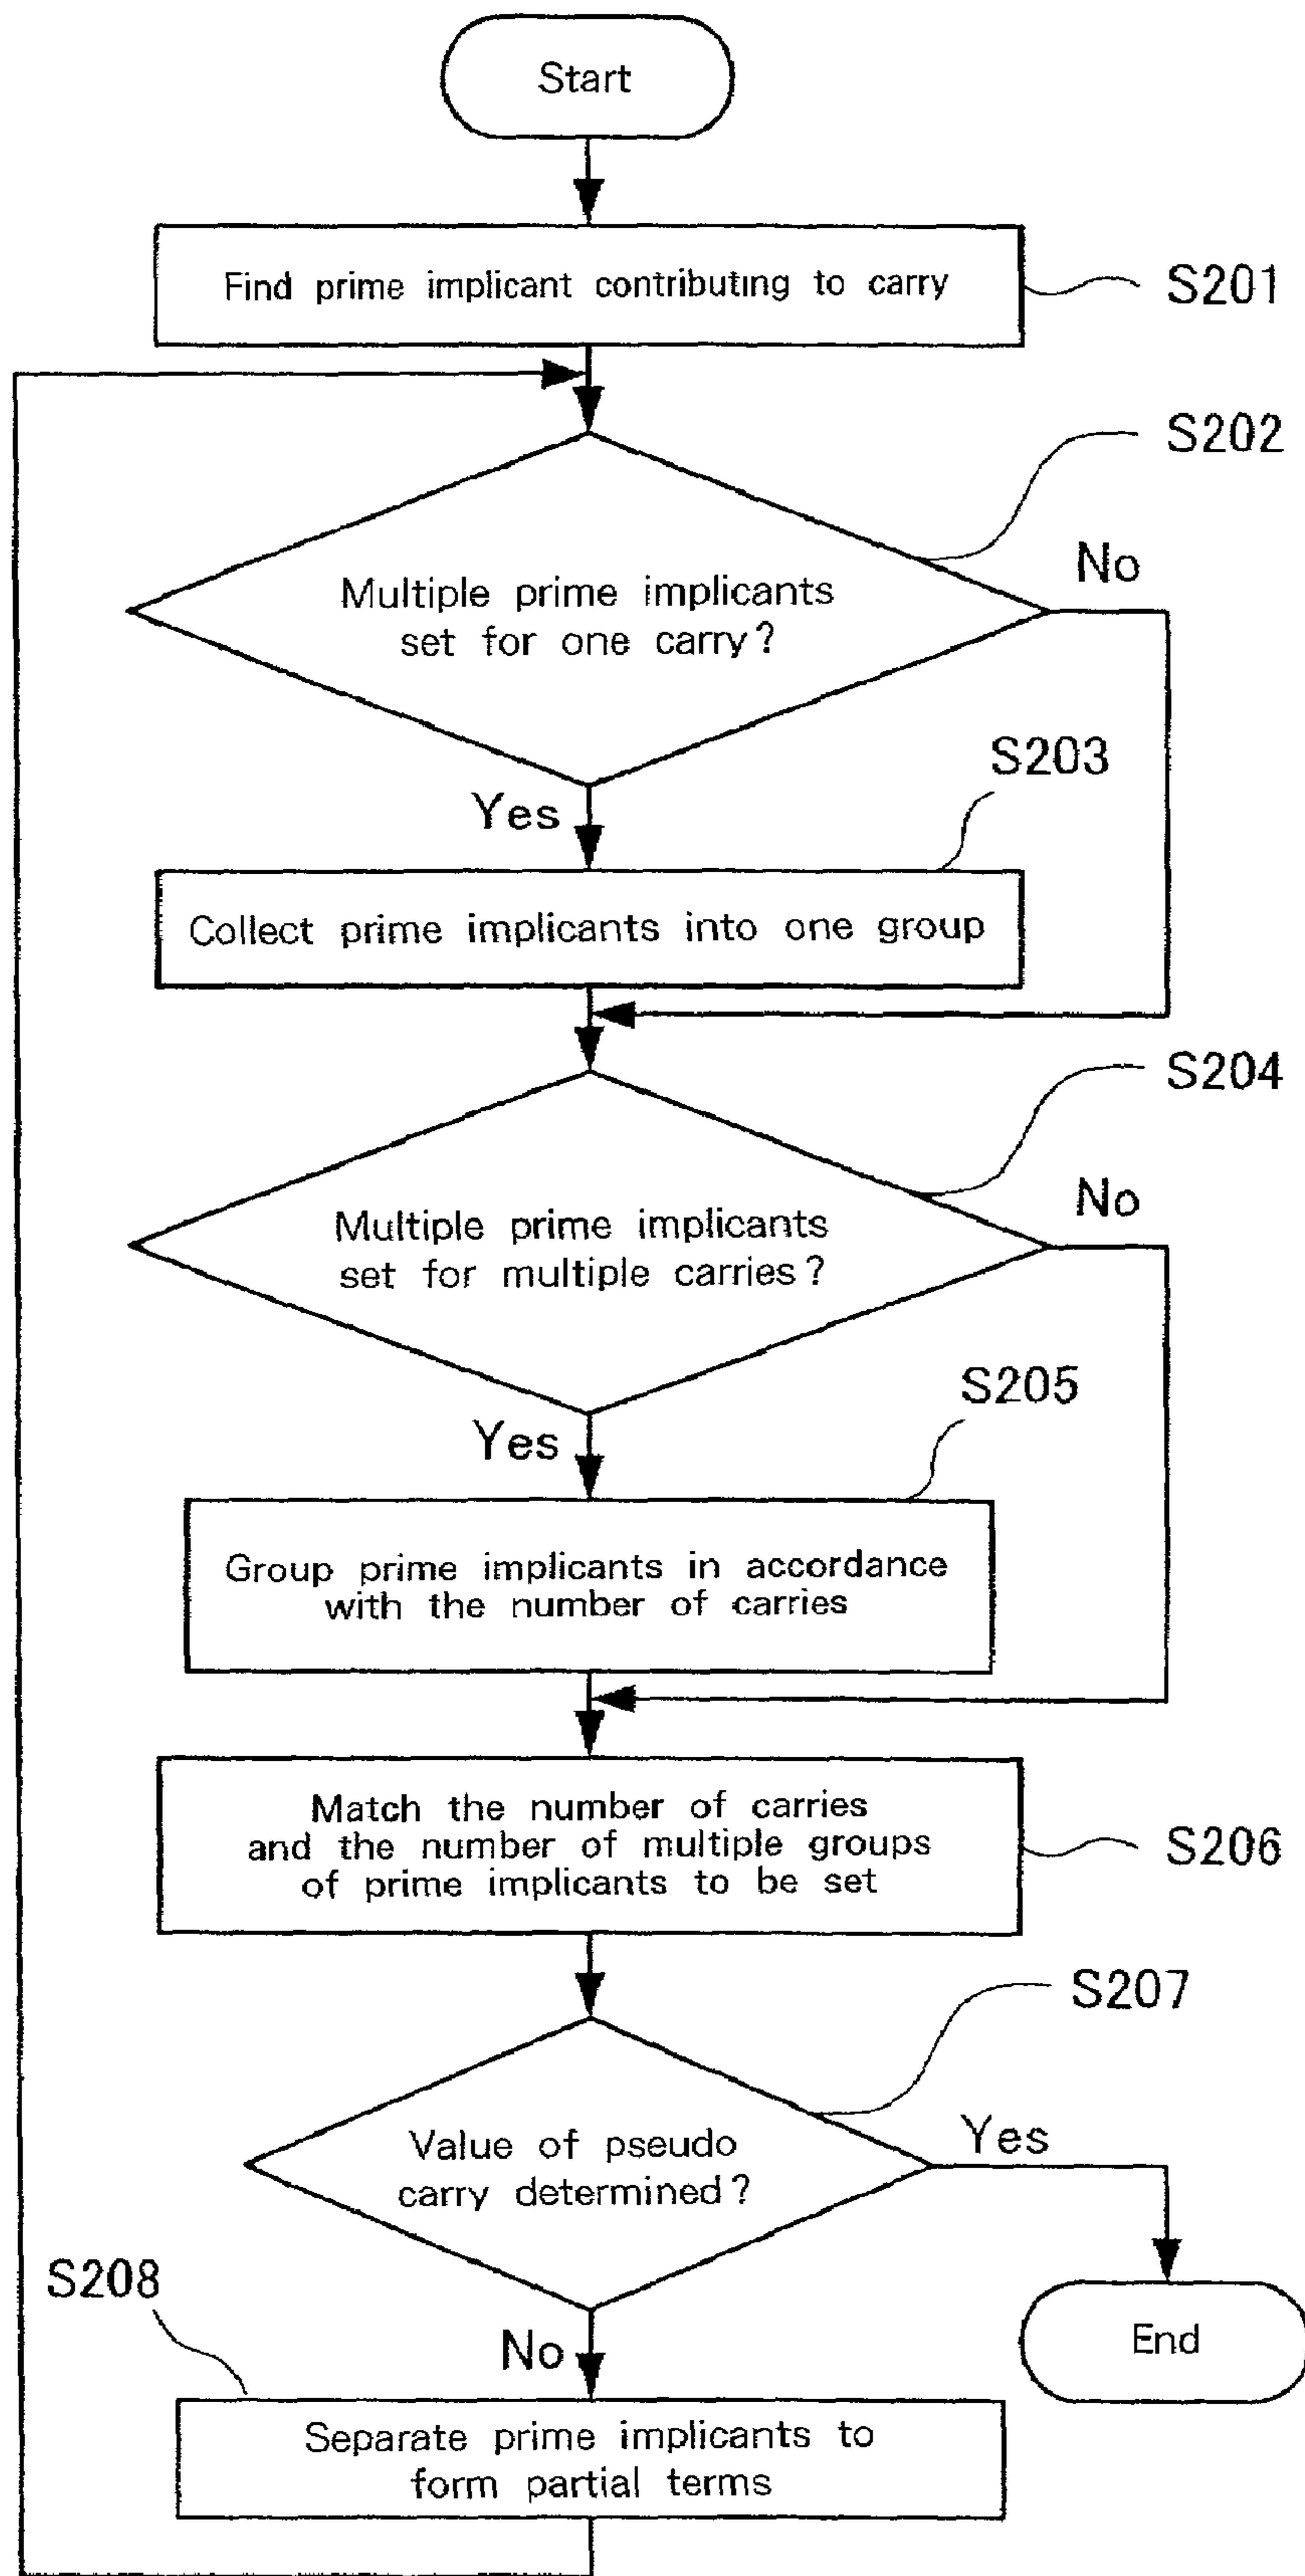 Start
Find prime implicant contributing to carry
S201
S202
No
Multiple prime implicants
set for one carry?
S203
Yes
Collect prime implicants into one group
S204
No
Multiple prime implicants
set for multiple carries?
S205
Yes
Group prime implicants in accordance
with the number of carries
Match the number of carries
and the number of multiple groups
of prime implicants to be set
S206
S207
Yes
Value of pseudo
carry determined?
S208
No
End
Separate prime implicants to
form partial terms